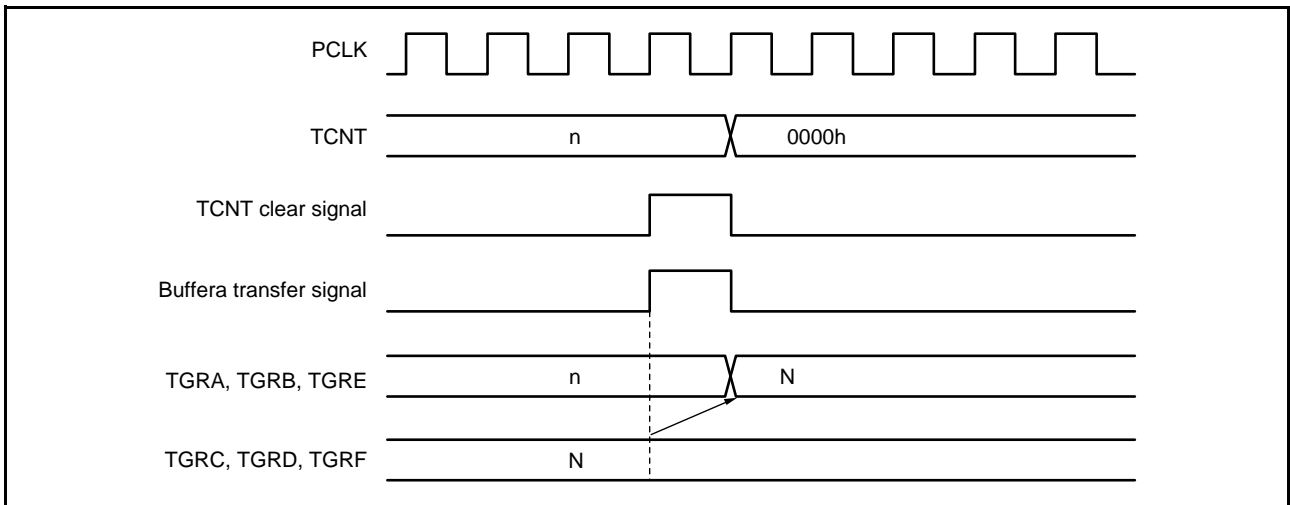 PCLK
TCNT n 0000h
TCNT clear signal
Buffera transfer signal
TGRA, TGRB, TGRE n N
TGRC, TGRD, TGRF N